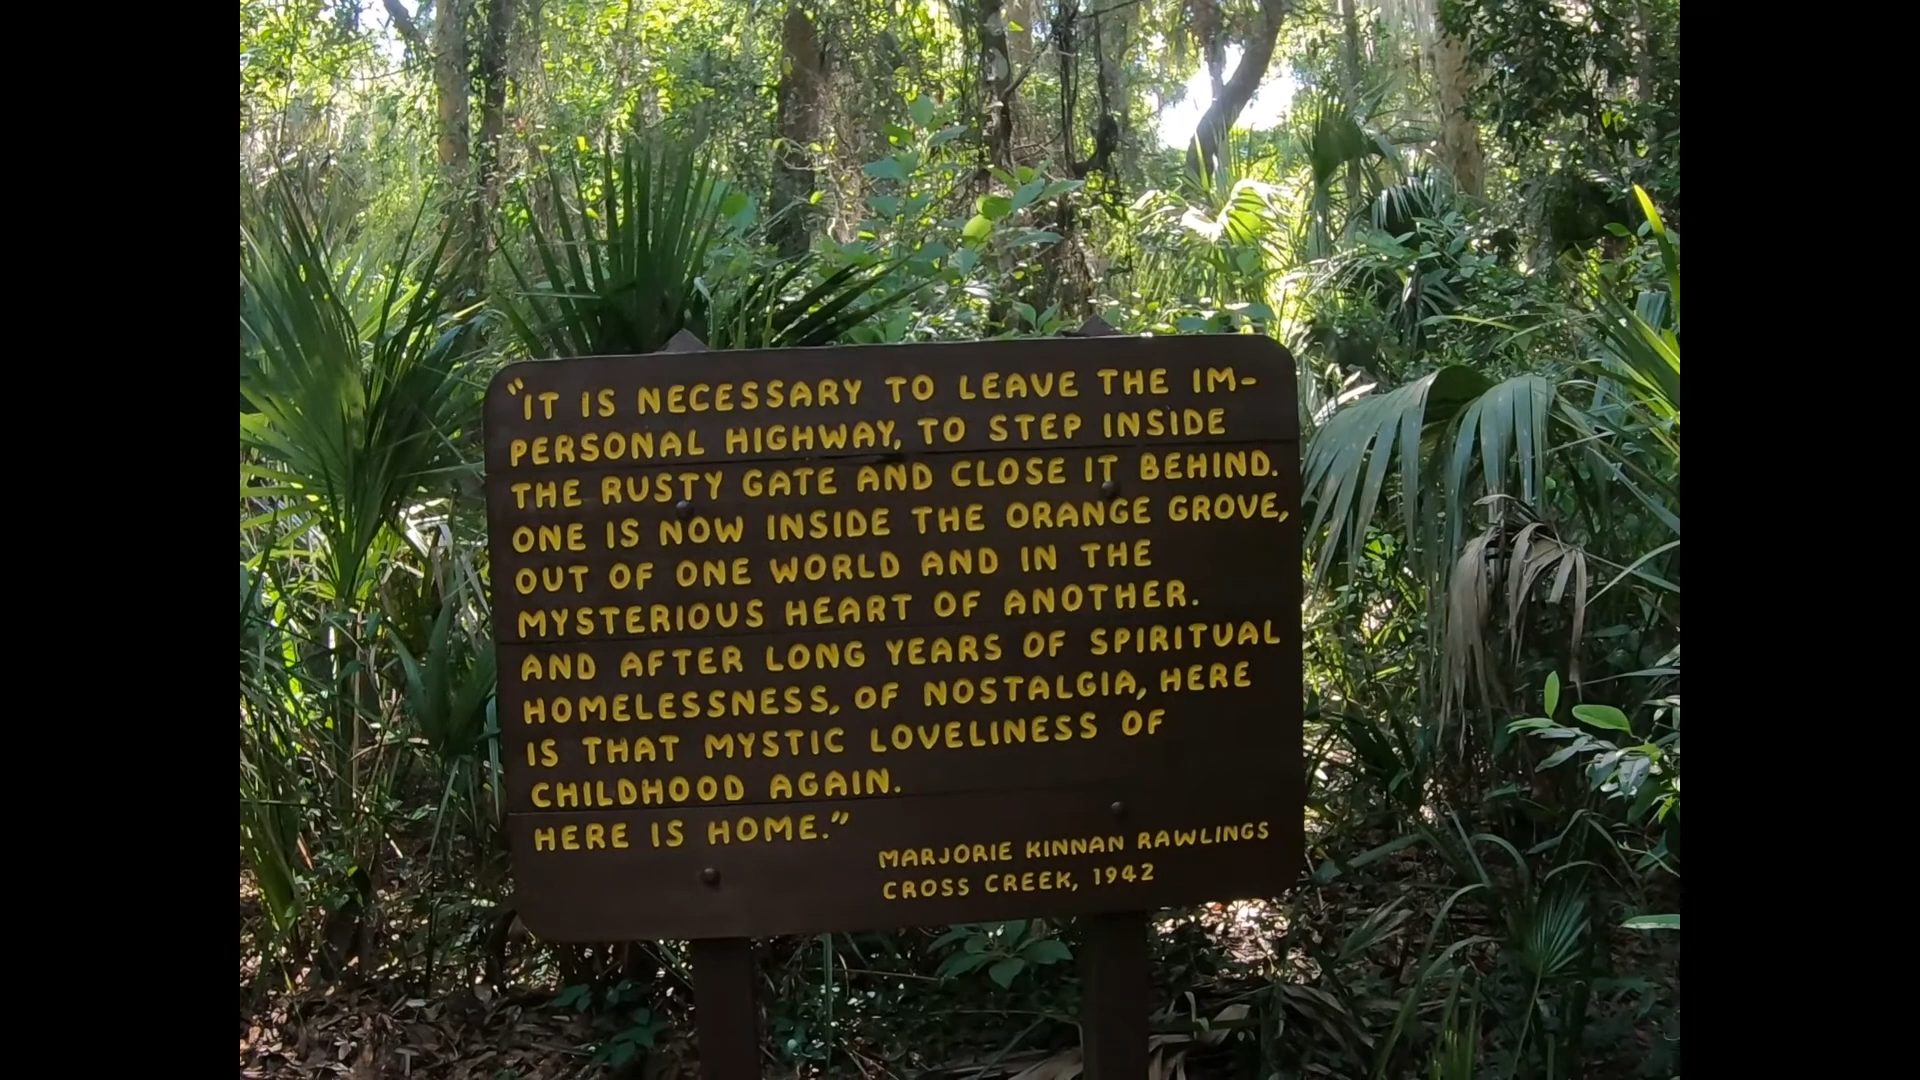 "IT IS NECESSARY TO LEAVE THE IM-
PERSONAL HIGHWAY, TO STEP INSIDE
THE RUSTY GATE AND CLOSE IT BEHIND.
ONE IS NOW INSIDE THE ORANGE GROVE,
OUT OF ONE WORLD AND IN THE
MYSTERIOUS HEART OF ANOTHER.
AND AFTER LONG YEARS OF SPIRITUAL
HOMELESSNESS, OF NOSTALGIA, HERE
IS THAT MYSTIC LOVELINESS OF
CHILDHOOD AGAIN.
HERE IS HOME."
MARJORIE KINNAN RAWLINGS
CROSS CREEK, 1942